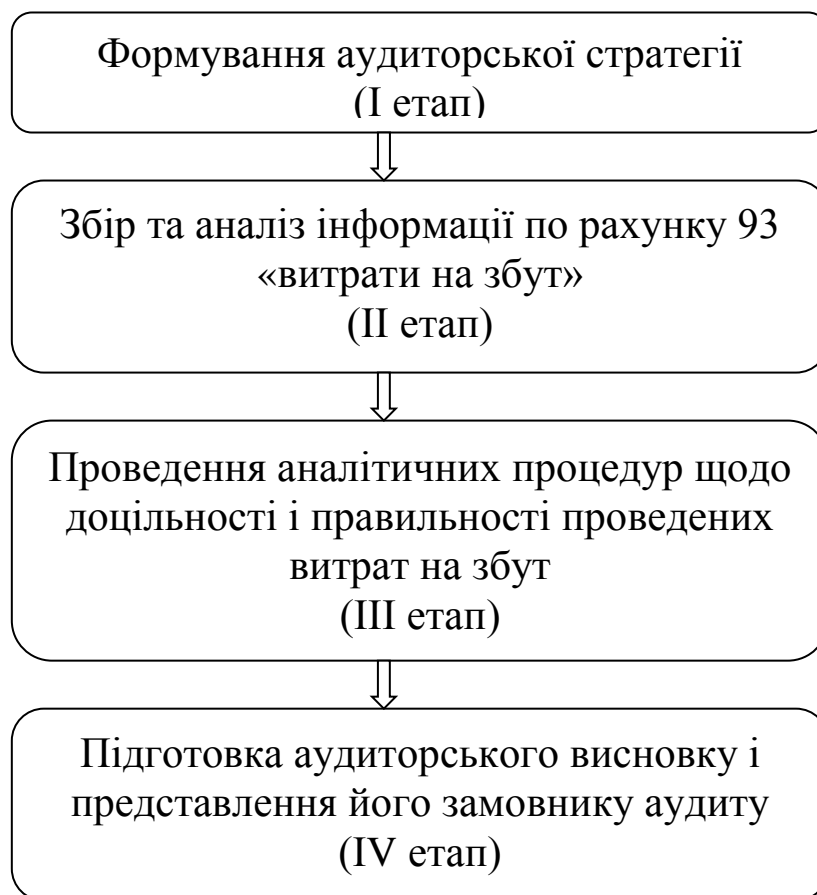 Формування аудиторської стратегії
(І етап)
Збір та аналіз інформації по рахунку 93
«витрати на збут»
(ІІ етап)
Проведення аналітичних процедур щодо
доцільності і правильності проведених
витрат на збут
(ІІІ етап)
Підготовка аудиторського висновку і
представлення його замовнику аудиту
(IV етап)